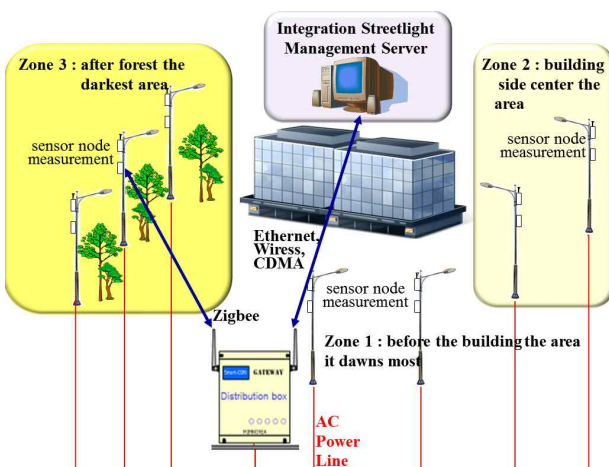 Integration Streetlight
Management Server
Zone 3 : after forest the
darkest area
Zone 2 : building
side center the
area
sensor node
measurement
sensor node
measurement
Ethernet,
Wiress,
CDMA
sensor node
measurement
Zigbee
Zone 1 : before the building the area
it dawns most
GATEWAY
Distribution box
AC
Power
Line